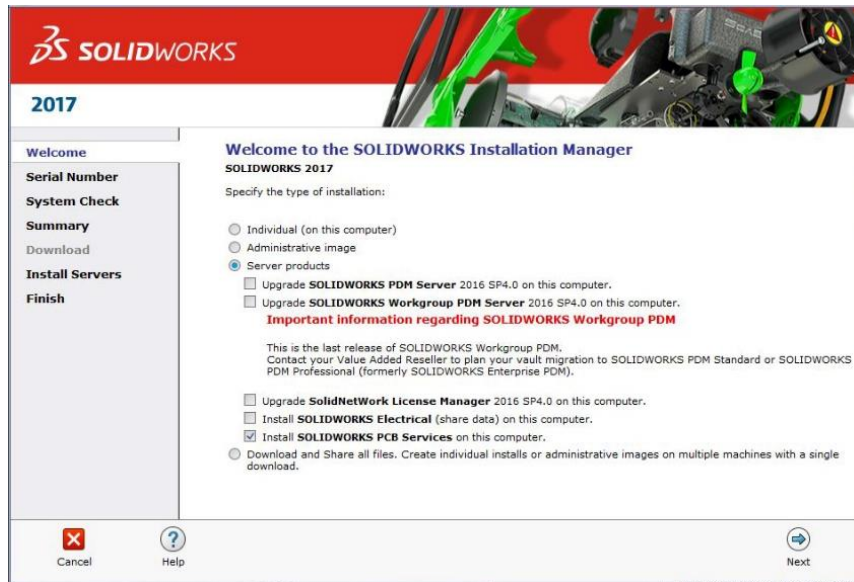 SOLIDWORKS
2017
Welcome
Serial Number
System Check
Summary
Download
Install Servers
Finish
Welcome to the SOLIDWORKS Installation Manager
SOLIDWORKS 2017
Specify the type of installation:
Individual (on this computer)
Administrative image
Server products
Upgrade SOLIDWORKS PDM Server 2016 SP4.0 on this computer.
Upgrade SOLIDWORKS Workgroup PDM Server 2016 SP4.0 on this computer.
Important information regarding SOLIDWORKS Workgroup PDM
This is the last release of SOLIDWORKS Workgroup PDM.
Contact your Value Added Reseller to plan your vault migration to SOLIDWORKS PDM Standard or SOLIDWORKS
PDM Professional (formerly SOLIDWORKS Enterprise PDM).
Upgrade SolidNetWork License Manager 2016 SP4.0 on this computer.
Install SOLIDWORKS Electrical (share data) on this computer.
Install SOLIDWORKS PCB Services on this computer.
Download and Share all files. Create individual installs or administrative images on multiple machines with a single
download.
Cancel
Help
Next